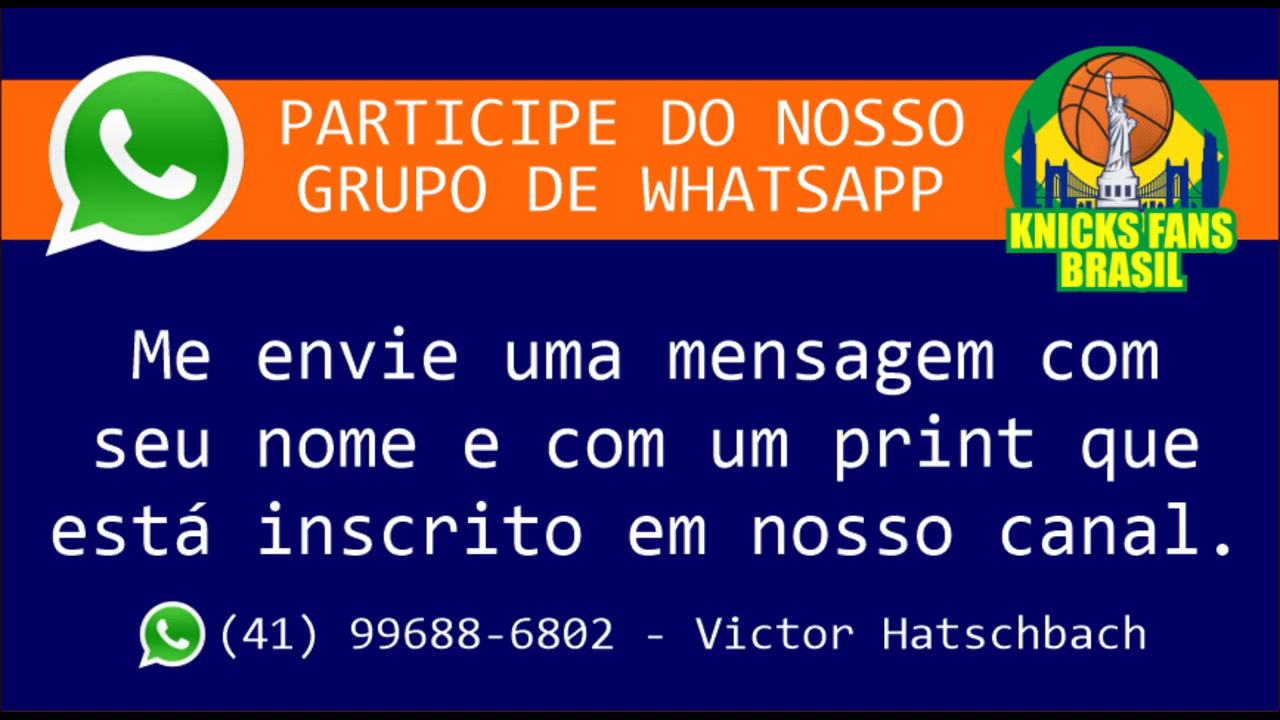 PARTICIPE DO NOSSO
GRUPO DE WHATSAPP
KNICKS FANS
BRASIL
Me envie uma mensagem com
seu nome e com um print que
está inscrito em nosso canal.
(41) 99688-6802 - Victor Hatschbach